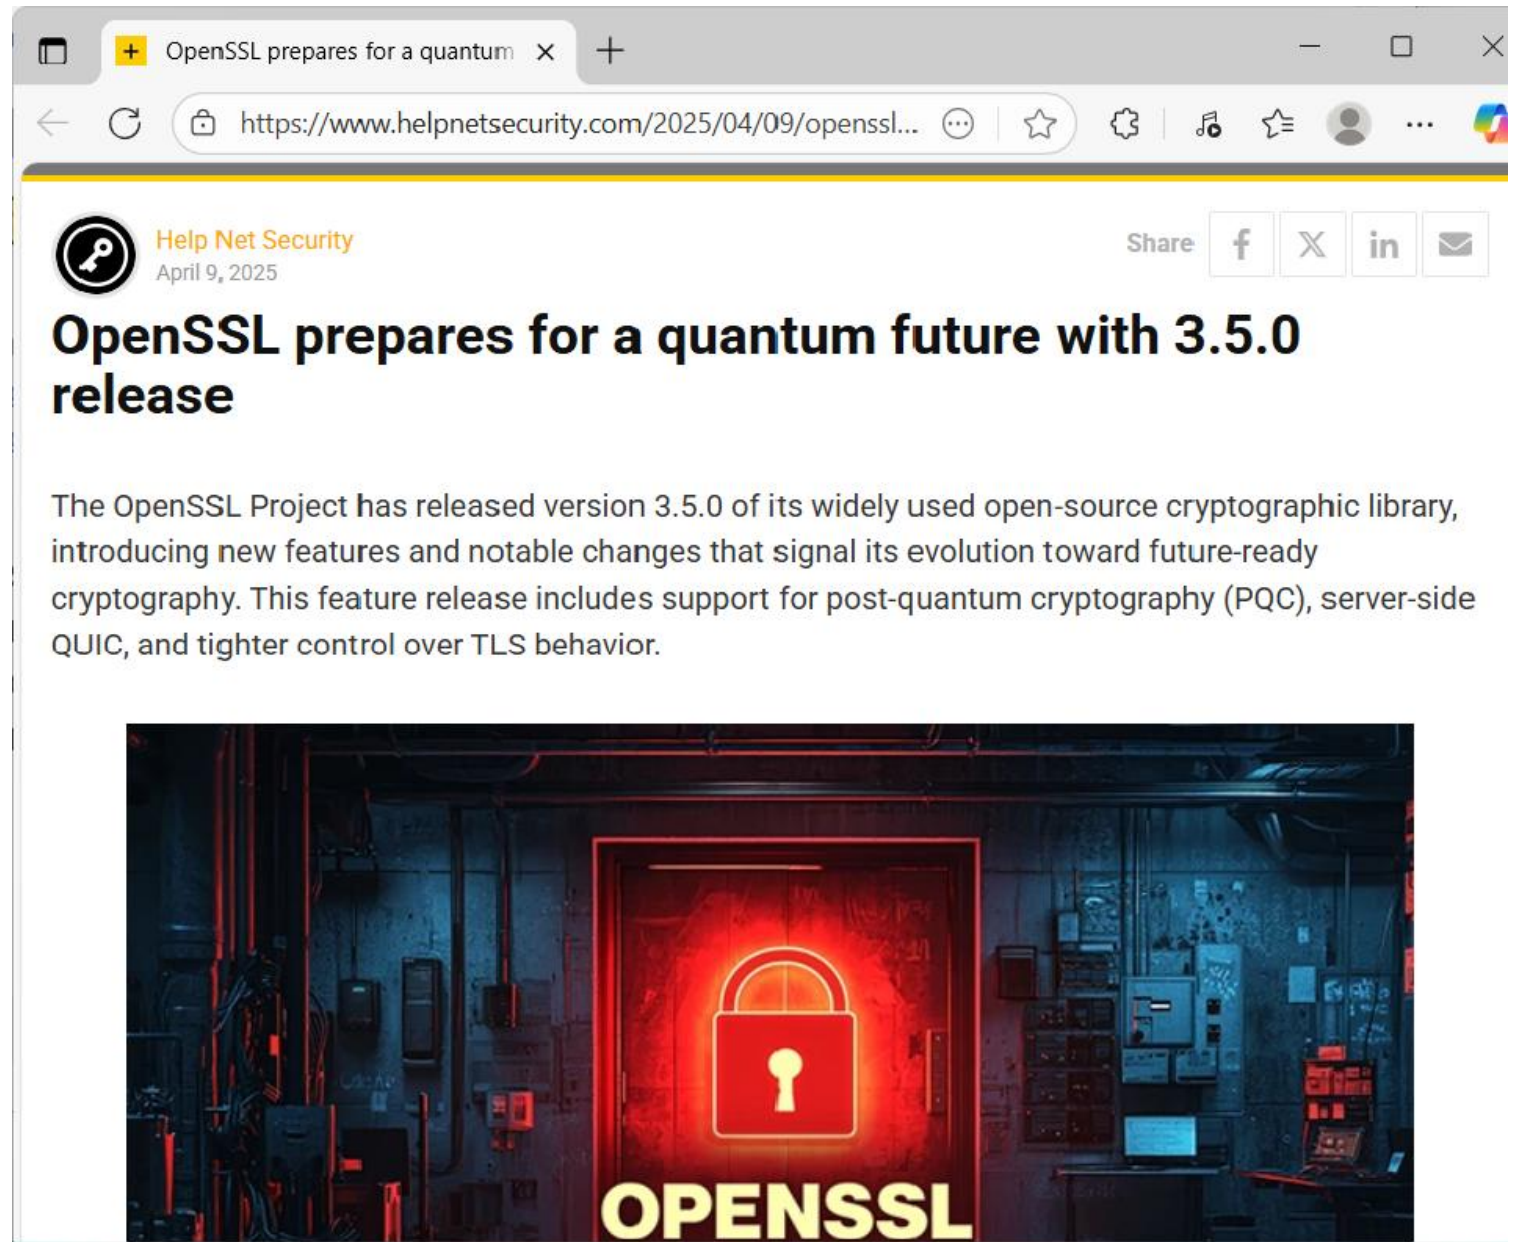 OpenSSL prepares for a quantum
https://www.helpnetsecurity.com/2025/04/09/openssl...
Help Net Security
April 9, 2025
Share
OpenSSL prepares for a quantum future with 3.5.0
release
The OpenSSL Project has released version 3.5.0 of its widely used open-source cryptographic library,
introducing new features and notable changes that signal its evolution toward future-ready
cryptography. This feature release includes support for post-quantum cryptography (PQC), server-side
QUIC, and tighter control over TLS behavior.
OPENSSL